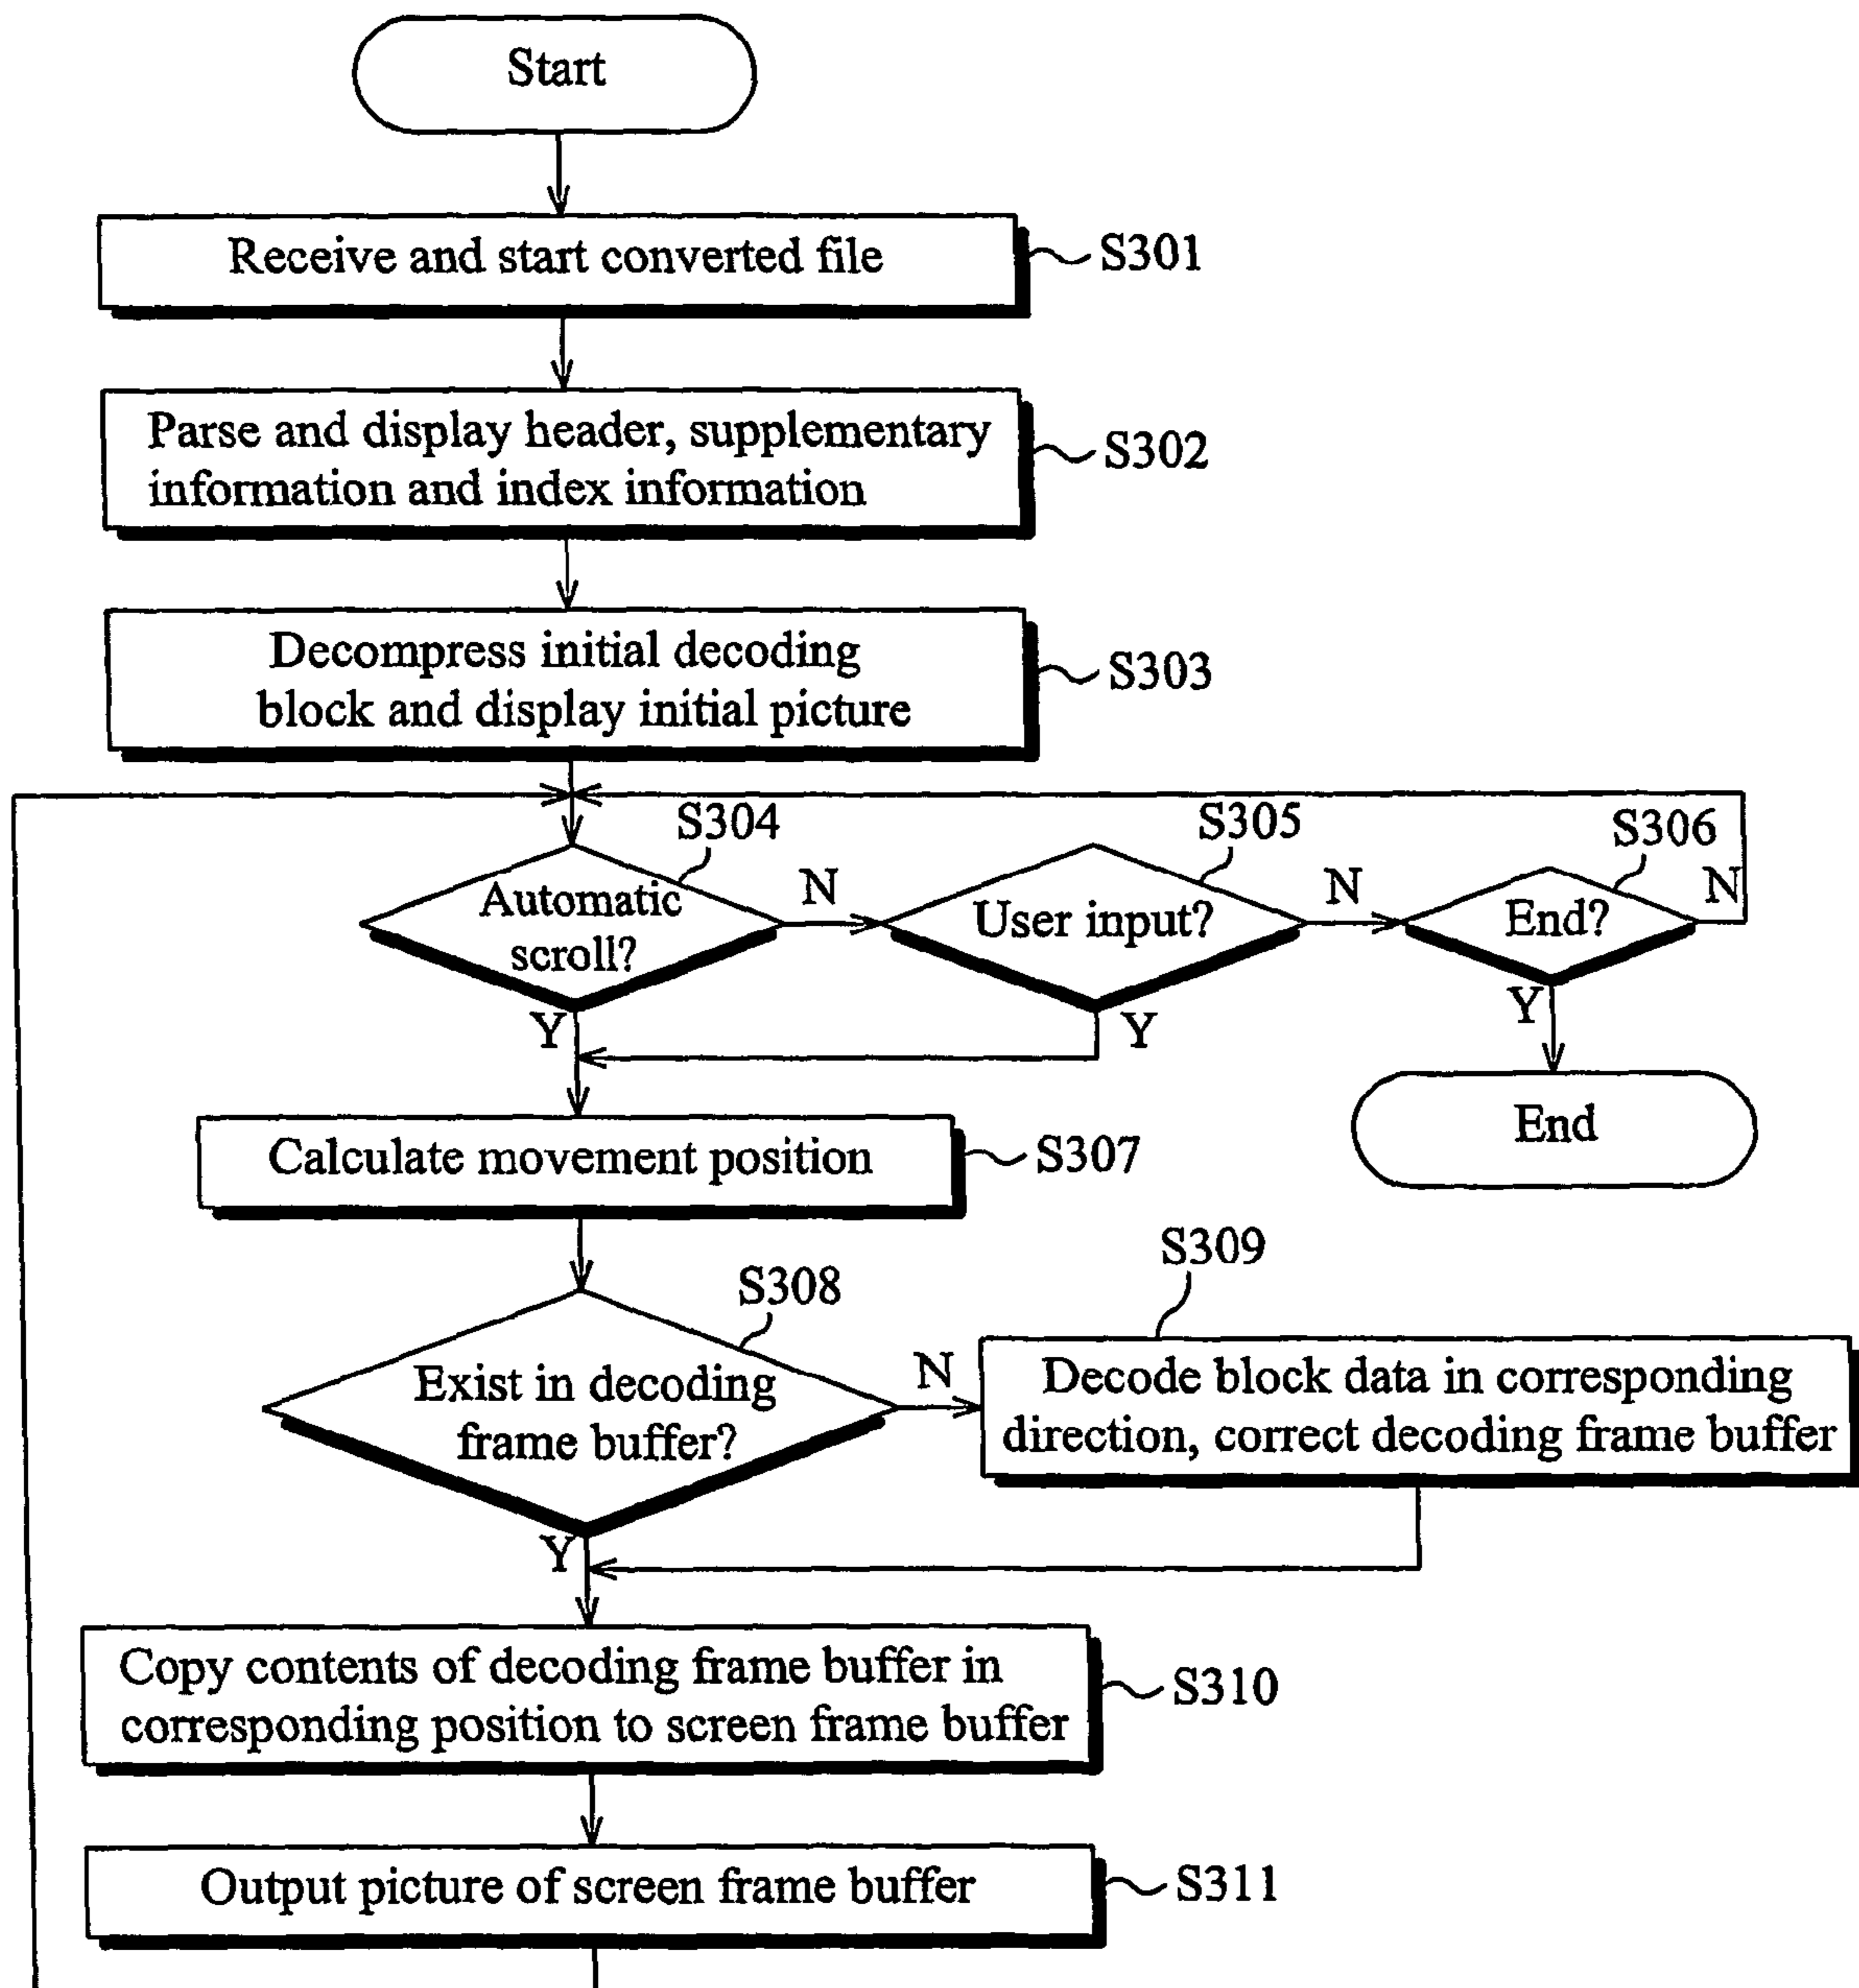 Start
Receive and start converted file
S301
Parse and display header, supplementary
information and index information
S302
Decompress initial decoding
block and display initial picture
S303
S304
S305
S306
Automatic
scroll?
N
User input?
N
End?
N
Y
Y
Y
End
Calculate movement position
S307
S308
S309
Exist in decoding
frame buffer?
N
Decode block data in corresponding
direction, correct decoding frame buffer
Y
Copy contents of decoding frame buffer in
corresponding position to screen frame buffer
S310
Output picture of screen frame buffer
S311